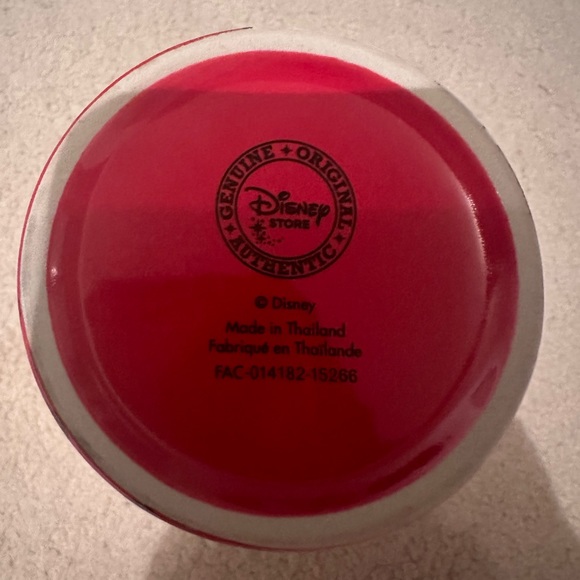 GENUINE ✦ ORIGINAL
Disney
STORE
AUTHENTIC
© Disney
Made in Thailand
Fabriqué en Thaïlande
FAC-014182-15266